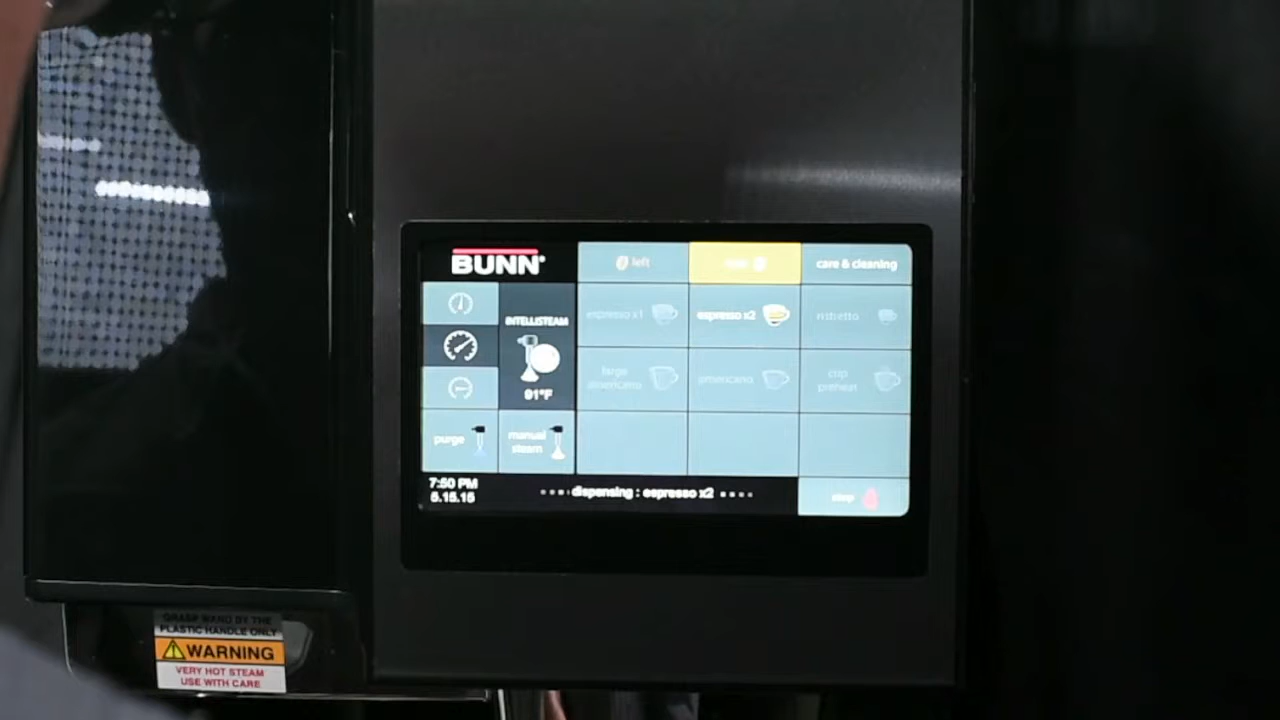 BUNN
left
care & cleaning
INTELLISTEAM
91°F
espresso x1
espresso x2
ristretto
large
americano
americano
cup
preheat
purge
manual
steam
7:50 PM
5.15.15
dispensing : espresso x2
stop
GRASP WAND BY THE
PLASTIC HANDLE ONLY
WARNING
VERY HOT STEAM
USE WITH CARE